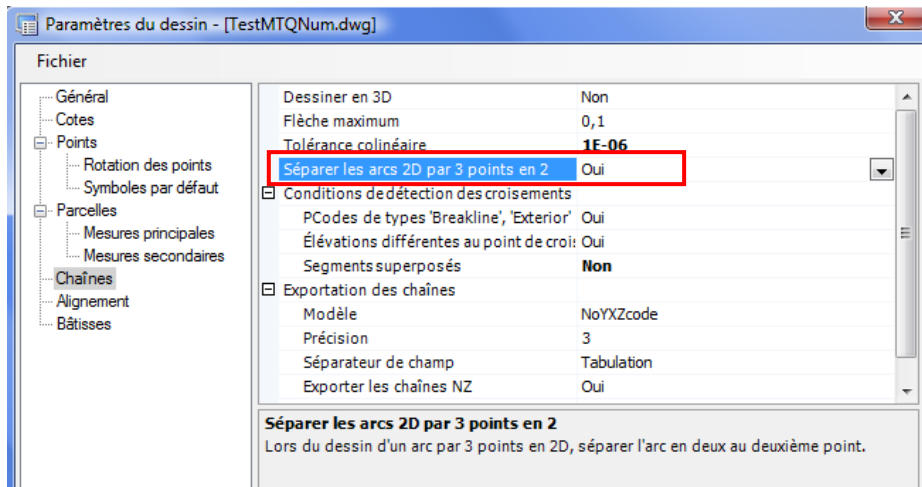 Paramètres du dessin - [TestMTQNum.dwg]
Fichier
Général
Cotes
Points
Rotation des points
Symboles par défaut
Parcelles
Mesures principales
Mesures secondaires
Chaînes
Alignement
Bâtisses
Dessiner en 3D Non
Flèche maximum 0,1
Tolérance colinéaire 1E-06
Séparer les arcs 2D par 3 points en 2 Oui
Conditions de détection des croisements
PCodes de types 'Breakline', 'Exterior' Oui
Élévations différentes au point de crois Oui
Segments superposés Non
Exportation des chaînes
Modèle NoYXZcode
Précision 3
Séparateur de champ Tabulation
Exporter les chaînes NZ Oui
Séparer les arcs 2D par 3 points en 2
Lors du dessin d'un arc par 3 points en 2D, séparer l'arc en deux au deuxième point.